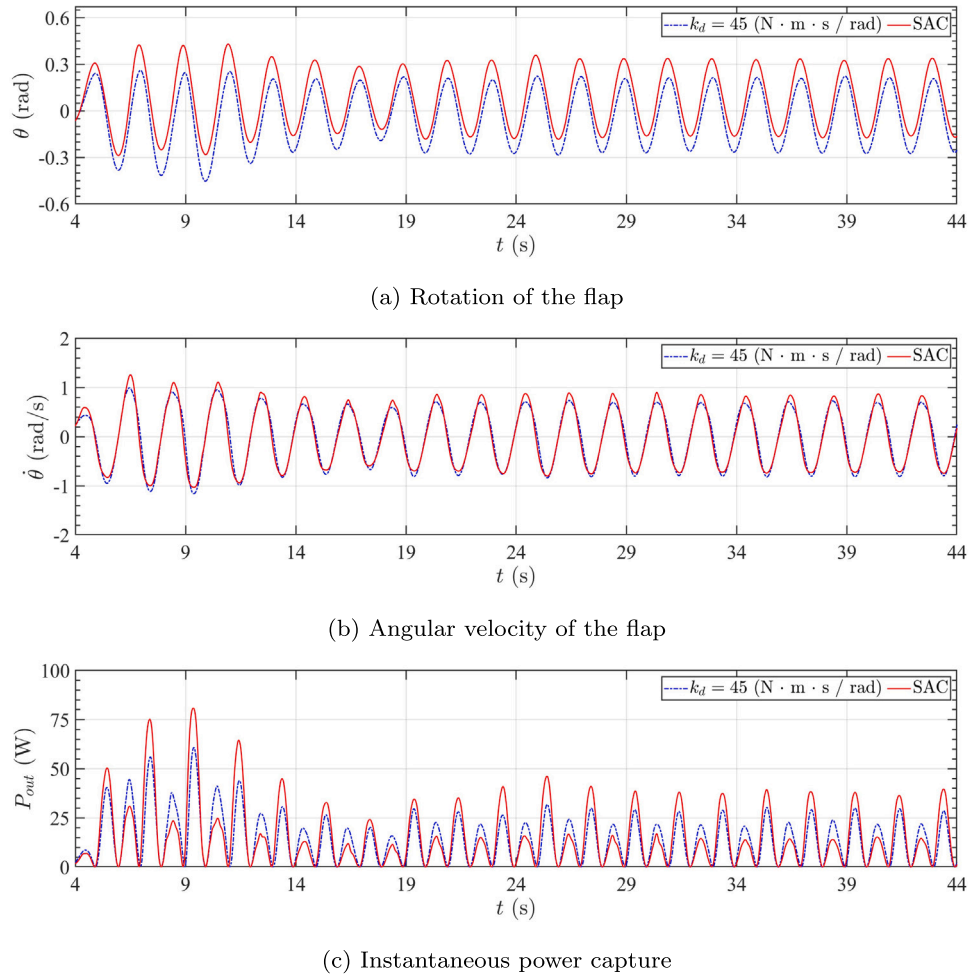 k_d = 45 (N · m · s / rad) SAC
0.6
0.3
0
-0.3
-0.6
θ (rad)
4 9 14 19 24 29 34 39 44
t (s)
(a) Rotation of the flap
k_d = 45 (N · m · s / rad) SAC
2
1
0
-1
-2
θ̇ (rad/s)
4 9 14 19 24 29 34 39 44
t (s)
(b) Angular velocity of the flap
k_d = 45 (N · m · s / rad) SAC
100
75
50
25
0
P_out (W)
4 9 14 19 24 29 34 39 44
t (s)
(c) Instantaneous power capture